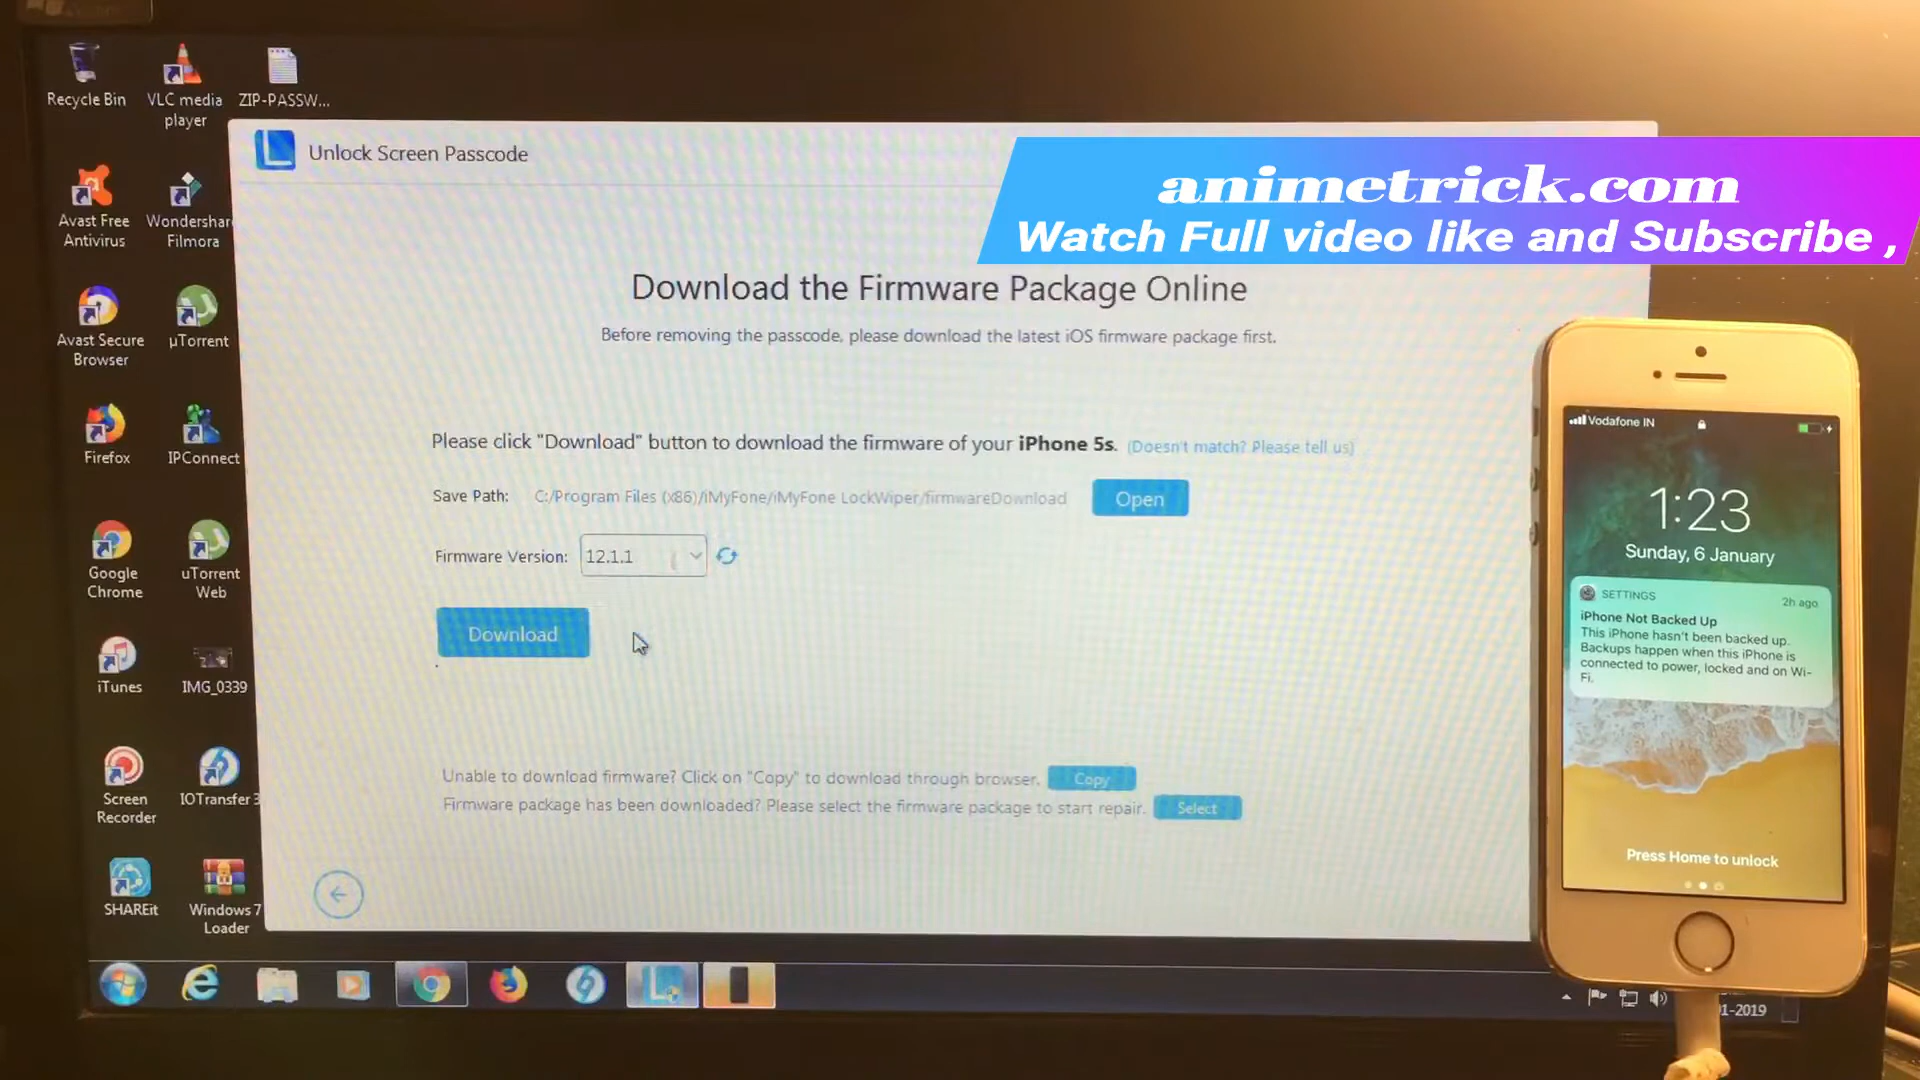 Recycle Bin
VLC media
player
ZIP-PASSW...
Unlock Screen Passcode
animetrick.com
Watch Full video like and Subscribe ,
Avast Free
Antivirus
Wondershar
Filmora
Download the Firmware Package Online
Before removing the passcode, please download the latest iOS firmware package first.
Avast Secure
Browser
µTorrent
Please click "Download" button to download the firmware of your iPhone 5s. (Doesn't match? Please tell us)
Firefox
IPConnect
Save Path: C:/Program Files (x86)/iMyFone/iMyFone LockWiper/firmwareDownload Open
Firmware Version: 12.1.1
Google
Chrome
uTorrent
Web
Download
iTunes
IMG_0339
Unable to download firmware? Click on "Copy" to download through browser. Copy
Firmware package has been downloaded? Please select the firmware package to start repair. Select
Screen
Recorder
IOTransfer 3
SHAREit
Windows 7
Loader
Vodafone IN
1:23
Sunday, 6 January
SETTINGS 2h ago
iPhone Not Backed Up
This iPhone hasn't been backed up.
Backups happen when this iPhone is
connected to power, locked and on Wi-
Fi.
Press Home to unlock
1-2019